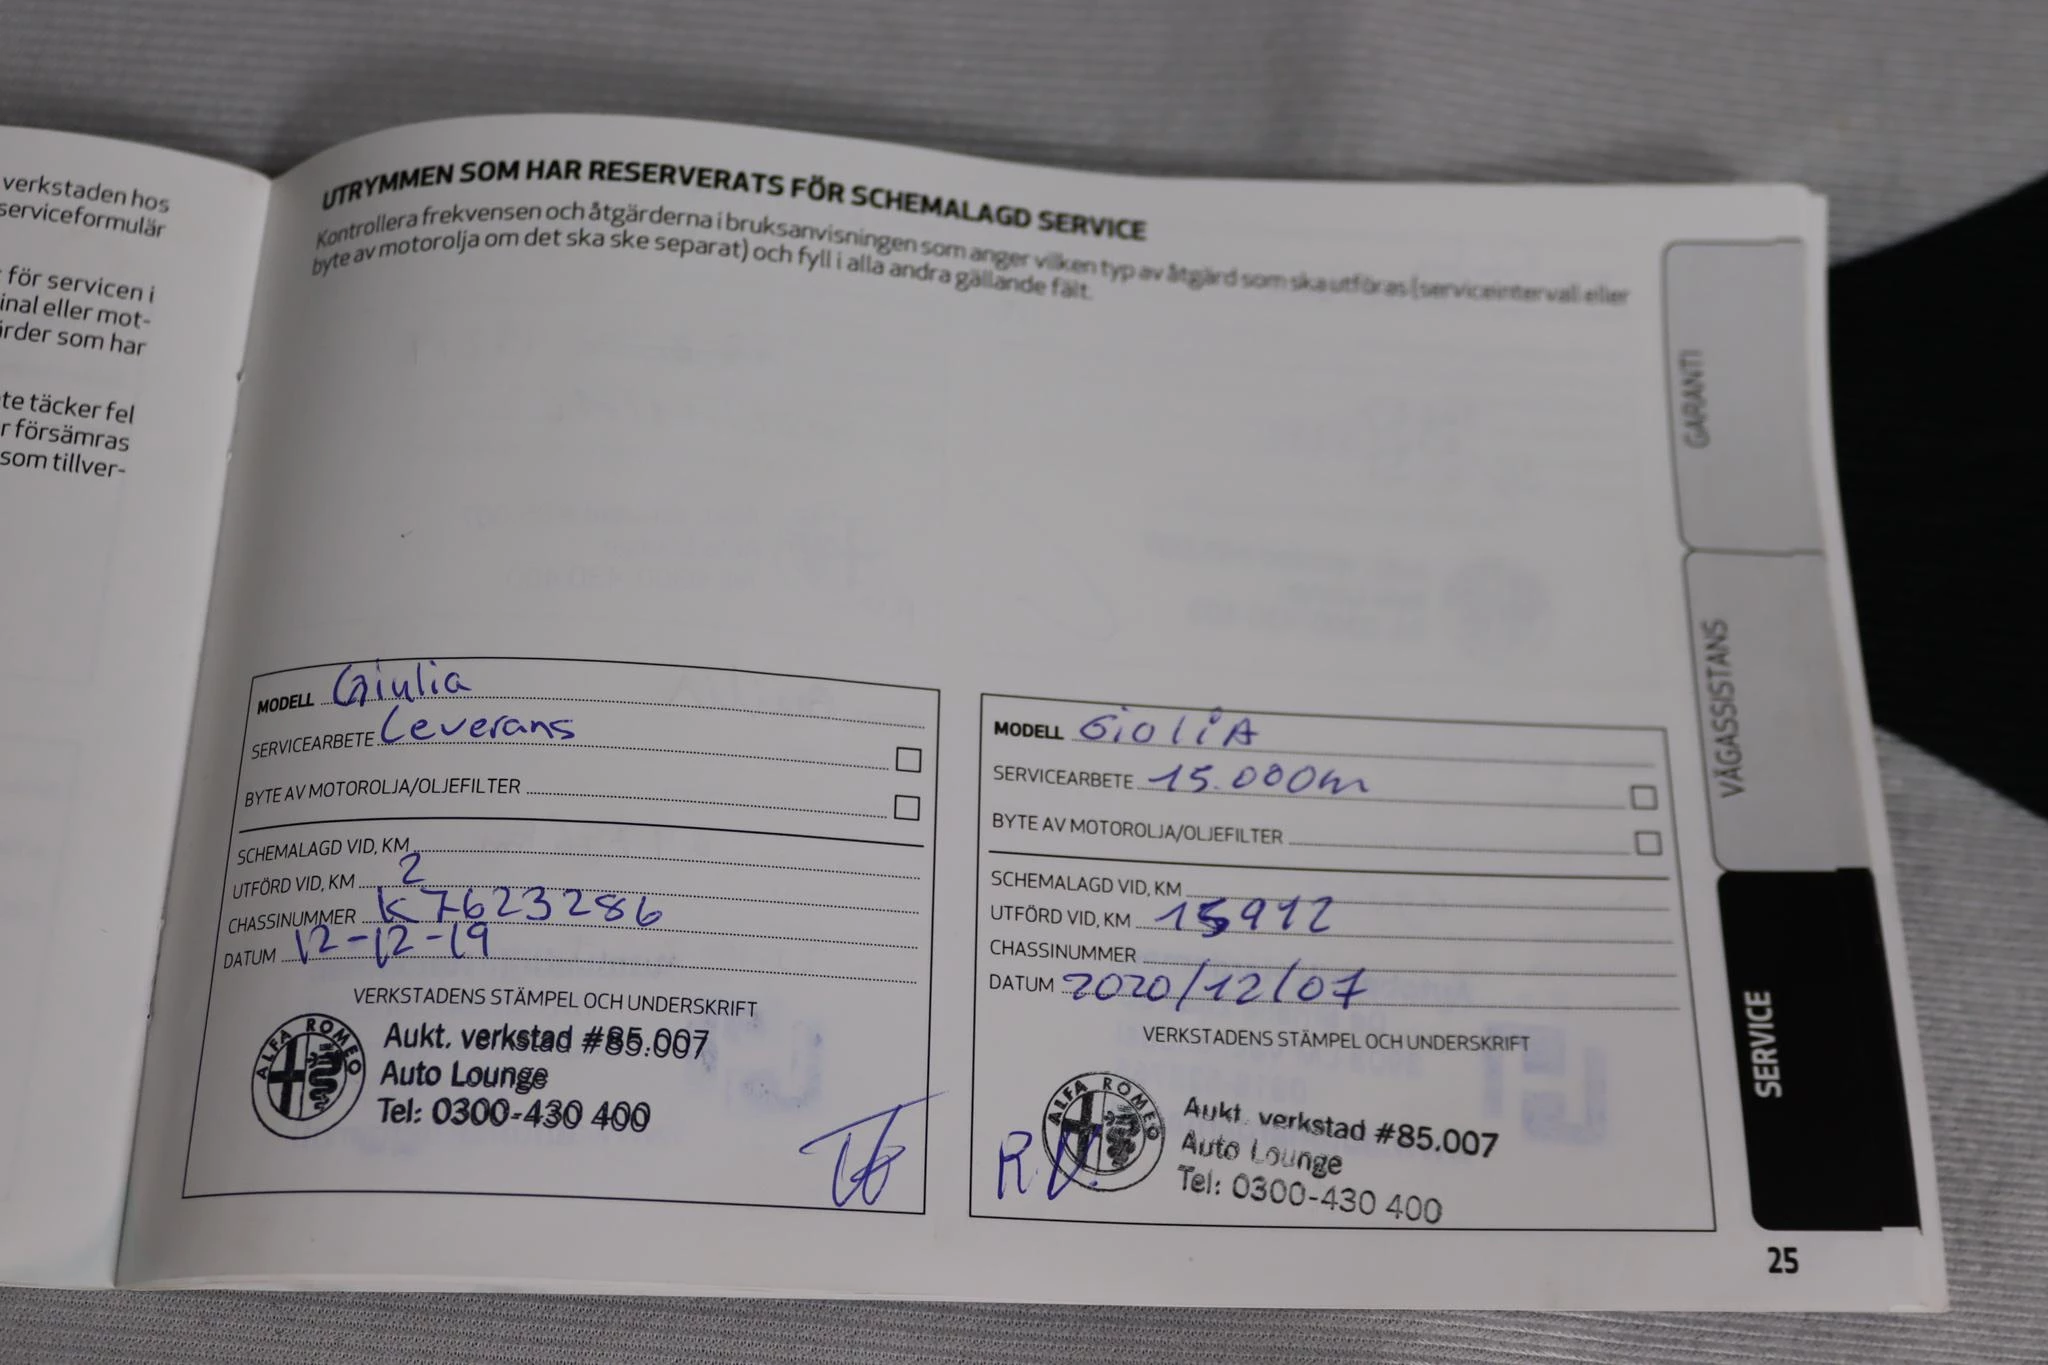 verkstaden hos
serviceformulär
för servicen i
inal eller mot-
ärder som har
te täcker fel
r försämras
som tillver-
UTRYMMEN SOM HAR RESERVERATS FÖR SCHEMALAGD SERVICE
Kontrollera frekvensen och åtgärderna i bruksanvisningen som anger vilken typ av åtgärd som ska utföras (serviceintervall eller
byte av motorolja om det ska ske separat) och fyll i alla andra gällande fält.
MODELL Giulia
SERVICEARBETE Leverans
BYTE AV MOTOROLJA/OLJEFILTER
SCHEMALAGD VID, KM
UTFÖRD VID, KM 2
CHASSINUMMER K7623286
DATUM 12-12-19
VERKSTADENS STÄMPEL OCH UNDERSKRIFT
ALFA ROMEO
Aukt. verkstad #85.007
Auto Lounge
Tel: 0300-430 400
MODELL GiOliA
SERVICEARBETE 15.000m
BYTE AV MOTOROLJA/OLJEFILTER
SCHEMALAGD VID, KM
UTFÖRD VID, KM 15912
CHASSINUMMER
DATUM 2020/12/07
VERKSTADENS STÄMPEL OCH UNDERSKRIFT
R.V.
ALFA ROMEO
Aukt. verkstad #85.007
Auto Lounge
Tel: 0300-430 400
GARANTI
VÄGASSISTANS
SERVICE
25